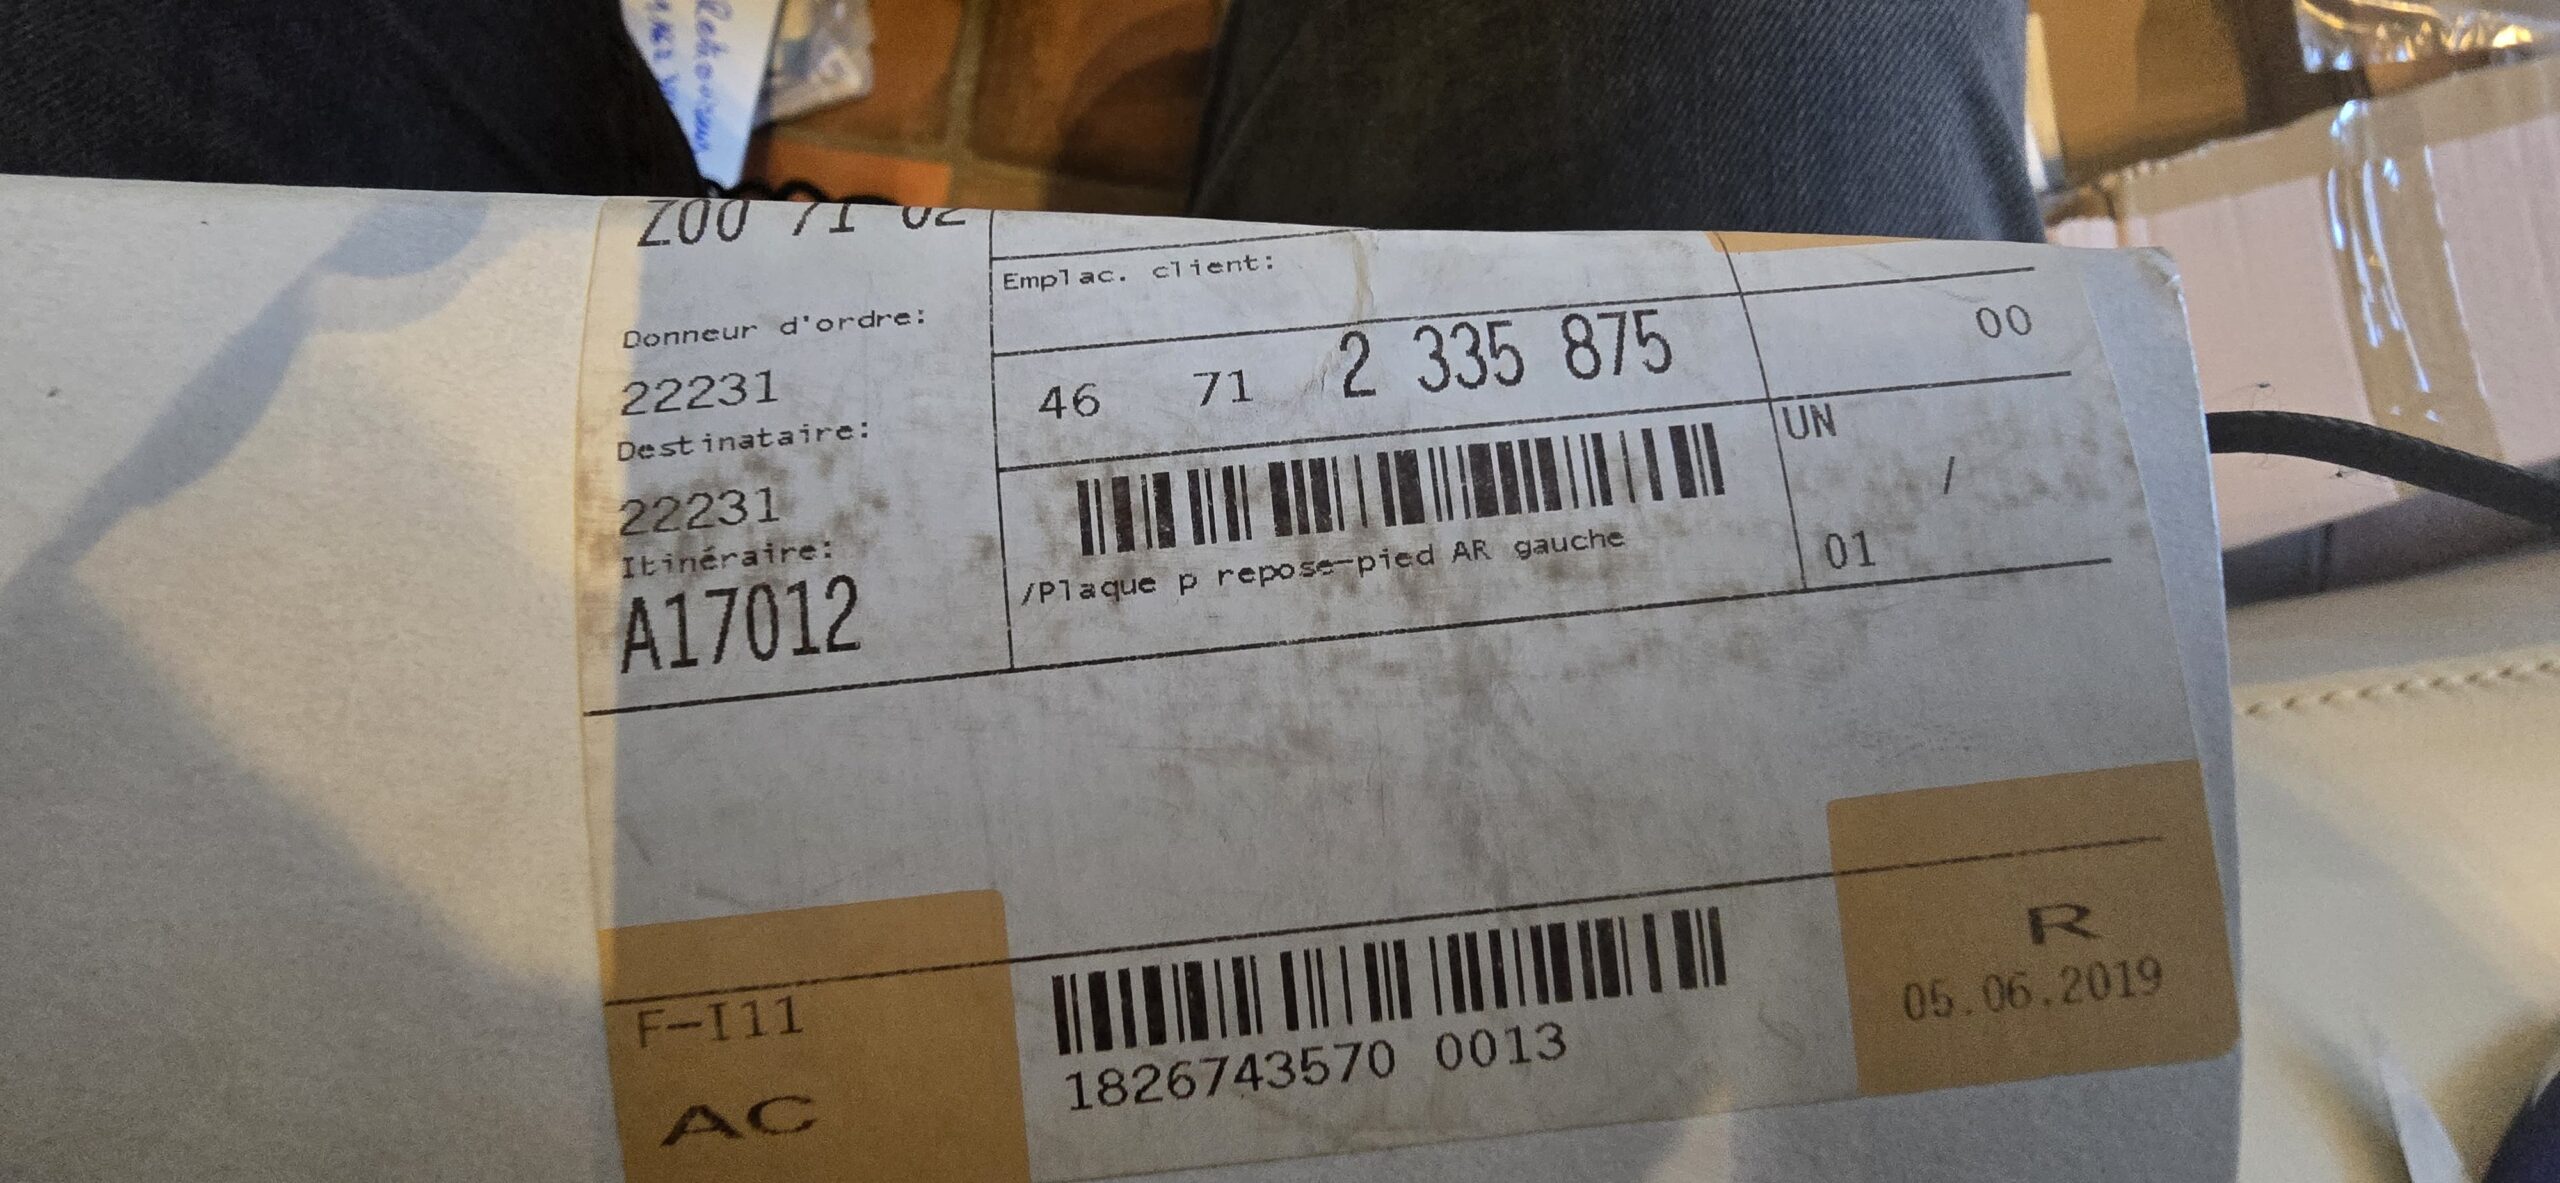 Z00 71 02
Emplac. client:
Donneur d'ordre:
22231
46 71 2 335 875
00
Destinataire:
22231
UN
/
01
Itinéraire:
/Plaque p repose-pied AR gauche
A17012
F-I11
AC
1826743570 0013
R
05.06.2019